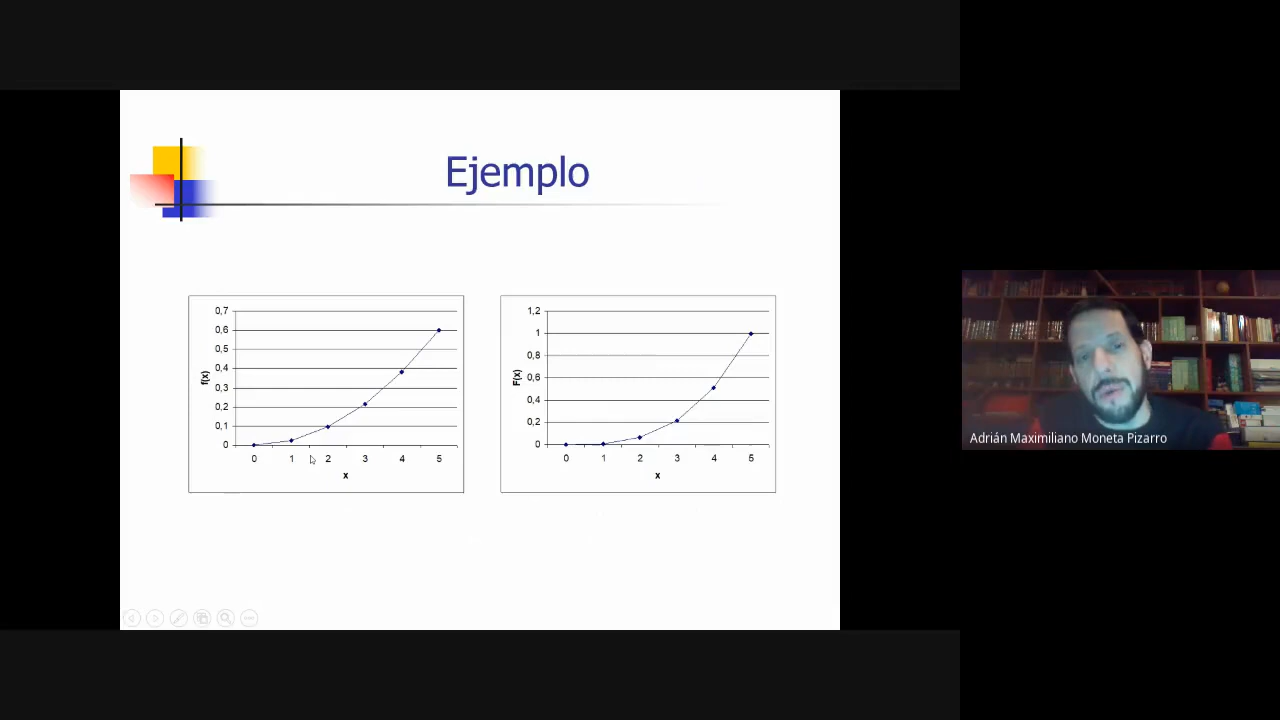 Ejemplo
0,7
0,6
0,5
0,4
0,3
0,2
0,1
0
f(x)
0 1 2 3 4 5
x
1,2
1
0,8
0,6
0,4
0,2
0
F(x)
0 1 2 3 4 5
x
Adrián Maximiliano Moneta Pizarro